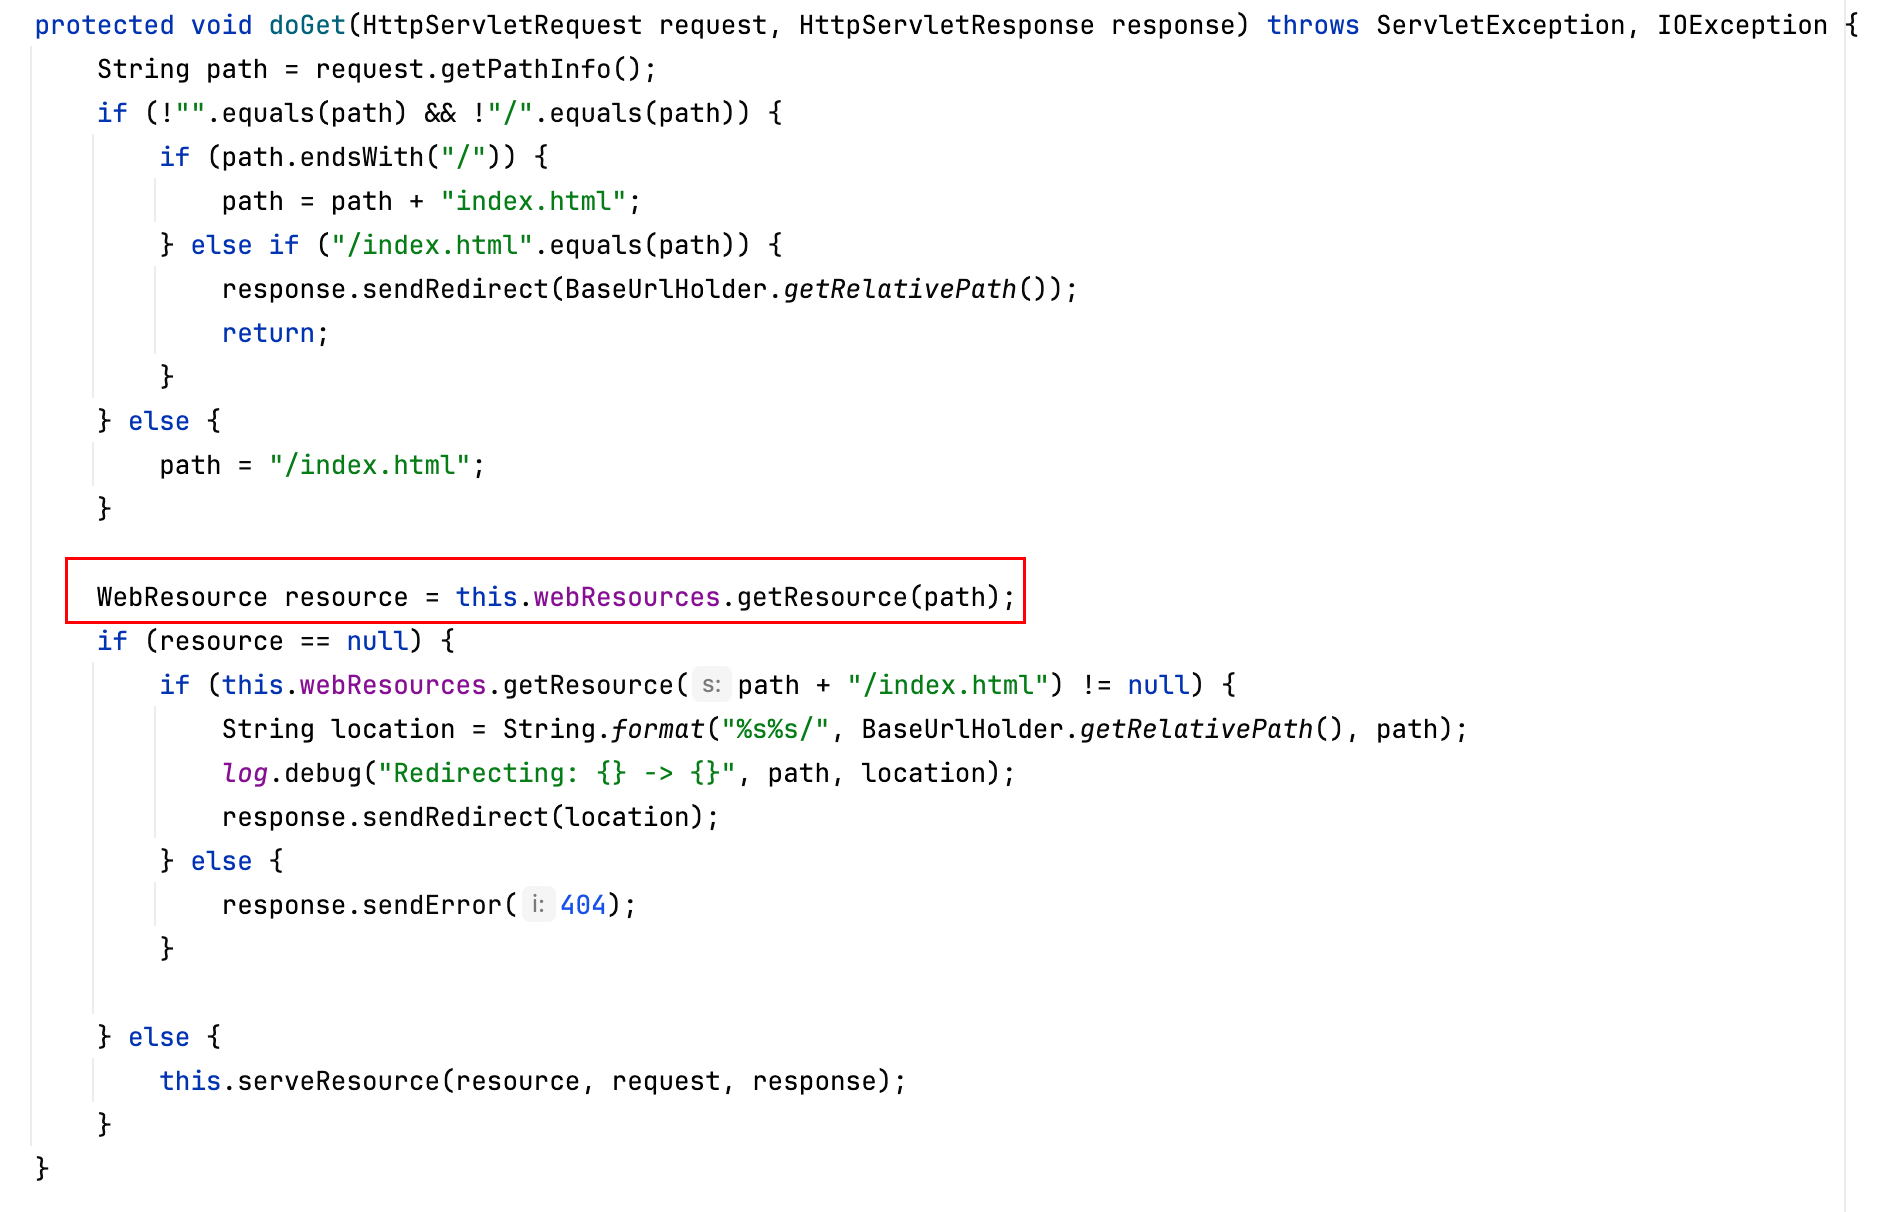 protected void doGet(HttpServletRequest request, HttpServletResponse response) throws ServletException, IOException {
    String path = request.getPathInfo();
    if (!"".equals(path) && !"/".equals(path)) {
        if (path.endsWith("/")) {
            path = path + "index.html";
        } else if ("/index.html".equals(path)) {
            response.sendRedirect(BaseUrlHolder.getRelativePath());
            return;
        }
    } else {
        path = "/index.html";
    }

    WebResource resource = this.webResources.getResource(path);
    if (resource == null) {
        if (this.webResources.getResource( s: path + "/index.html") != null) {
            String location = String.format("%s%s/", BaseUrlHolder.getRelativePath(), path);
            log.debug("Redirecting: {} -> {}", path, location);
            response.sendRedirect(location);
        } else {
            response.sendError( i: 404);
        }

    } else {
        this.serveResource(resource, request, response);
    }
}